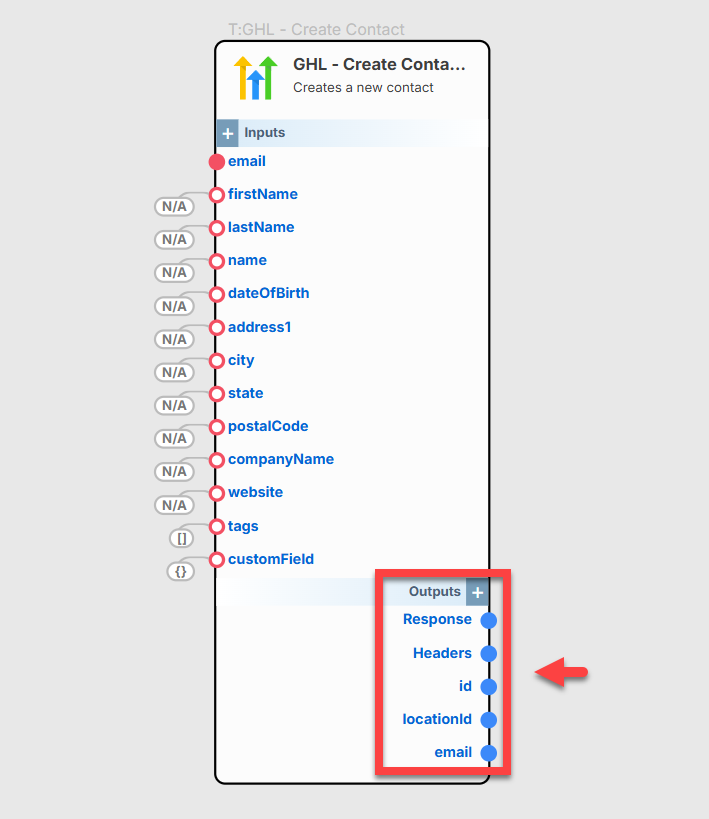 T:GHL - Create Contact
GHL - Create Conta...
Creates a new contact
+ Inputs
email
firstName
N/A
lastName
N/A
name
N/A
dateOfBirth
N/A
address1
N/A
city
N/A
state
N/A
postalCode
N/A
companyName
N/A
website
N/A
tags
[]
customField
{}
Outputs +
Response
Headers
id
locationId
email